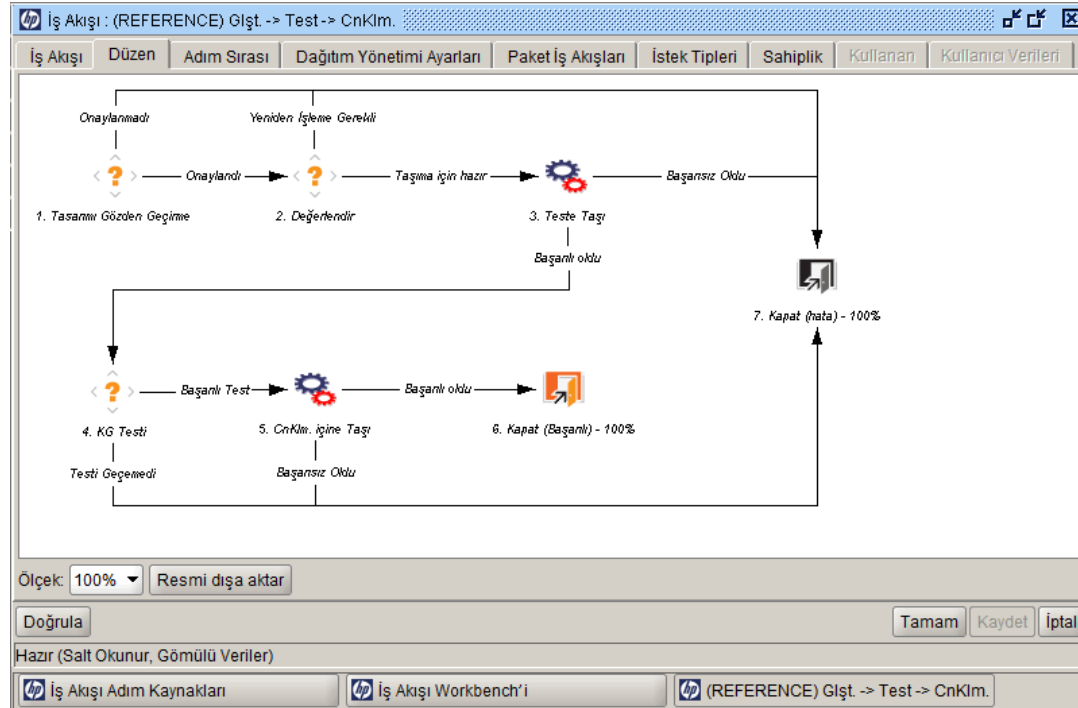 İş Akışı : (REFERENCE) Glşt. -> Test -> CnKlm.
İş Akışı Düzen Adım Sırası Dağıtım Yönetimi Ayarları Paket İş Akışları İstek Tipleri Sahiplik Kullanan Kullanıcı Verileri
Onaylanmadı Yeniden İşleme Gerekli
Onaylandı Taşıma için hazır Başarısız Oldu
1. Tasarımı Gözden Geçirme 2. Değerlendir 3. Teste Taşı
Başarılı oldu
7. Kapat (hata) - 100%
Başarılı Test Başarılı oldu
4. KG Testi 5. CnKlm. içine Taşı 6. Kapat (Başarılı) - 100%
Testi Geçemedi Başarısız Oldu
Ölçek: 100% Resmi dışa aktar
Doğrula Tamam Kaydet İptal
Hazır (Salt Okunur, Gömülü Veriler)
hp İş Akışı Adım Kaynakları hp İş Akışı Workbench'i hp (REFERENCE) Glşt. -> Test -> CnKlm.